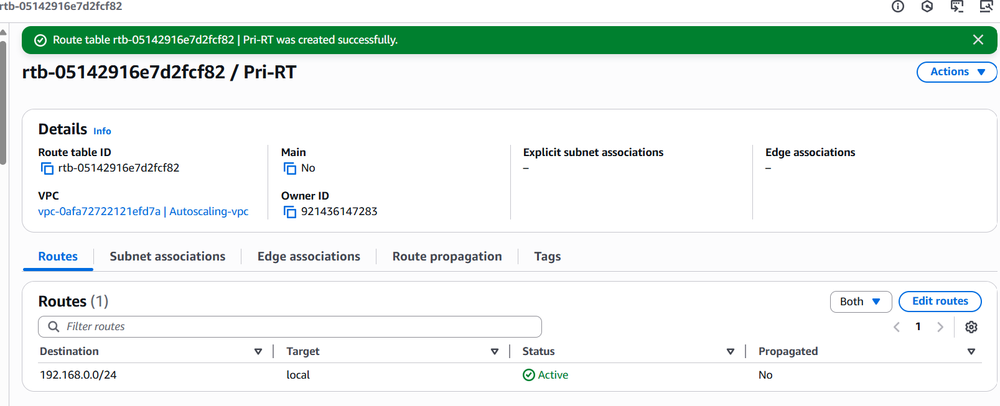 rtb-05142916e7d2fcf82
Route table rtb-05142916e7d2fcf82 | Pri-RT was created successfully.
rtb-05142916e7d2fcf82 / Pri-RT
Actions
Details Info
Route table ID
rtb-05142916e7d2fcf82
Main
No
Explicit subnet associations
–
Edge associations
–
VPC
vpc-0afa72722121efd7a | Autoscaling-vpc
Owner ID
921436147283
Routes
Subnet associations
Edge associations
Route propagation
Tags
Routes (1)
Both
Edit routes
Filter routes
1
Destination Target Status Propagated
192.168.0.0/24 local Active No